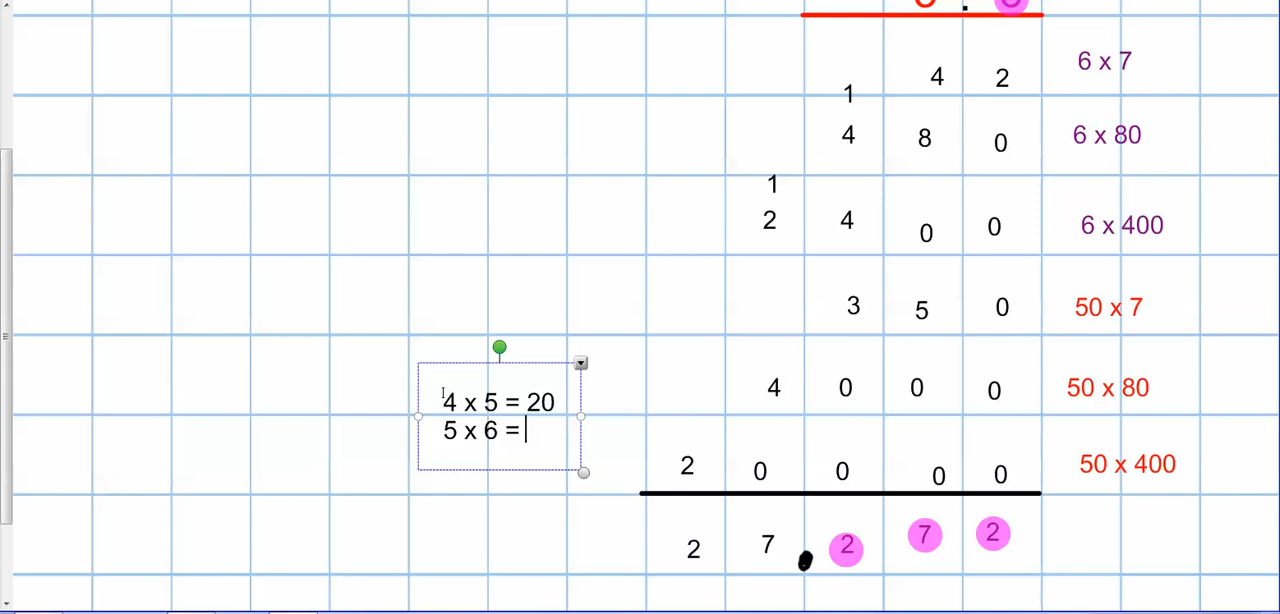 4 2 6 x 7
1
4 8 0 6 x 80
1
2 4 0 0 6 x 400
3 5 0 50 x 7
4 x 5 = 20
4 0 0 0 50 x 80
5 x 6 =
2 0 0 0 0 50 x 400
2 7 . 2 7 2